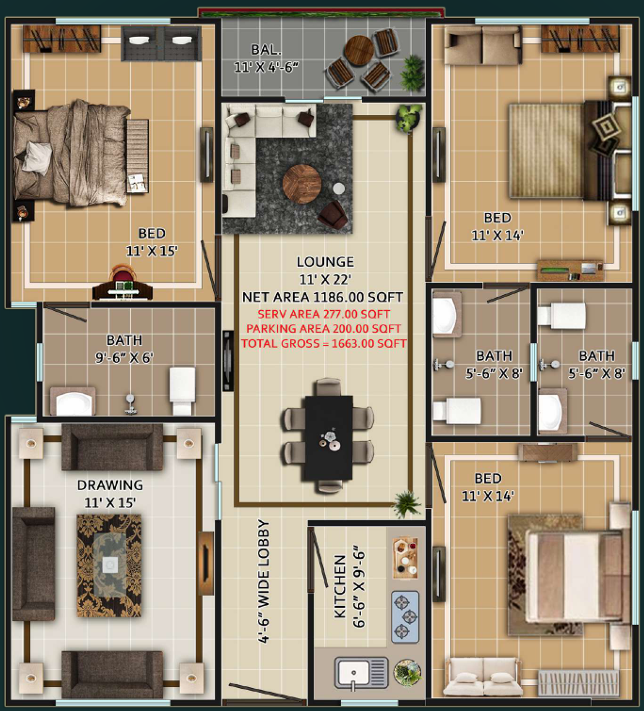 BAL.
11' X 4'-6"
BED
11' X 15'
BED
11' X 14'
LOUNGE
11' X 22'
NET AREA 1186.00 SQFT
SERV AREA 277.00 SQFT
PARKING AREA 200.00 SQFT
TOTAL GROSS = 1663.00 SQFT
BATH
9'-6" X 6'
BATH
5'-6" X 8'
BATH
5'-6" X 8'
DRAWING
11' X 15'
BED
11' X 14'
4'-6" WIDE LOBBY
KITCHEN
6'-6" X 9'-6"